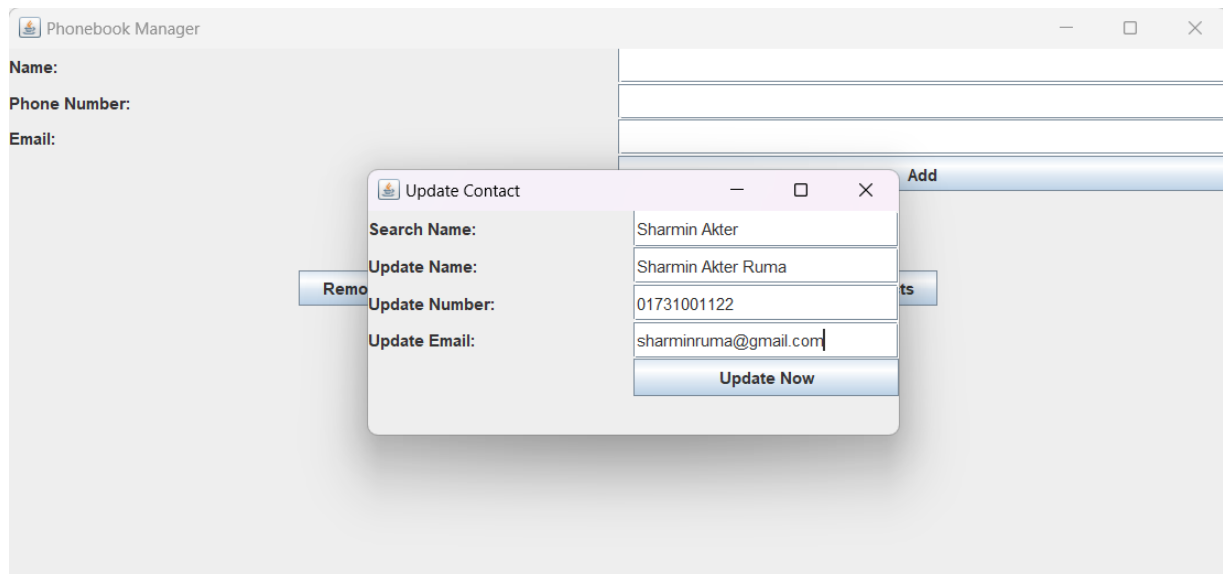 Phonebook Manager
Name:
Phone Number:
Email:
Add
Update Contact
Search Name: Sharmin Akter
Update Name: Sharmin Akter Ruma
Update Number: 01731001122
Update Email: sharminruma@gmail.com
Update Now